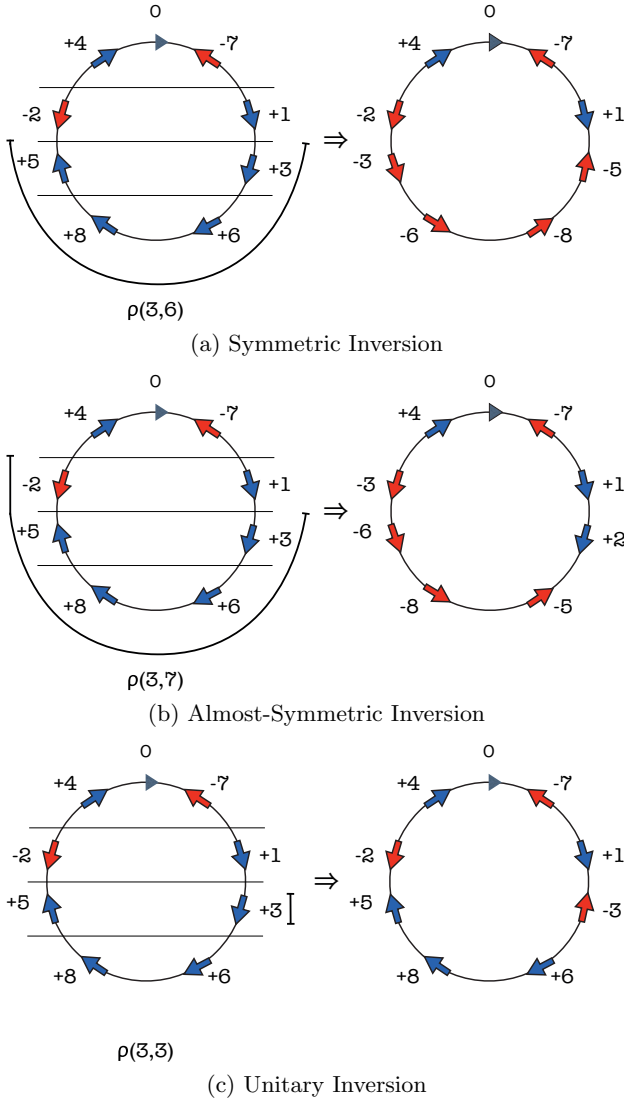 0 0
+4 -7 +4 -7
-2 +1 ⇒ -2 +1
+5 +3 -3 -5
+8 +6 -6 -8
ρ(3,6)
(a) Symmetric Inversion
0 0
+4 -7 +4 -7
-2 +1 ⇒ -3 +1
+5 +3 -6 +2
+8 +6 -8 -5
ρ(3,7)
(b) Almost-Symmetric Inversion
0 0
+4 -7 +4 -7
-2 +1 ⇒ -2 +1
+5 +3 +5 -3
+8 +6 +8 +6
ρ(3,3)
(c) Unitary Inversion